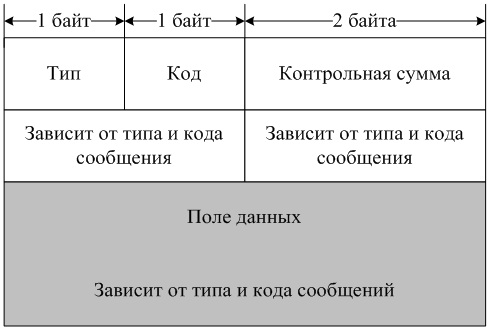 1 байт 1 байт 2 байта
Тип Код Контрольная сумма
Зависит от типа и кода
сообщения
Зависит от типа и кода
сообщения
Поле данных
Зависит от типа и кода сообщений